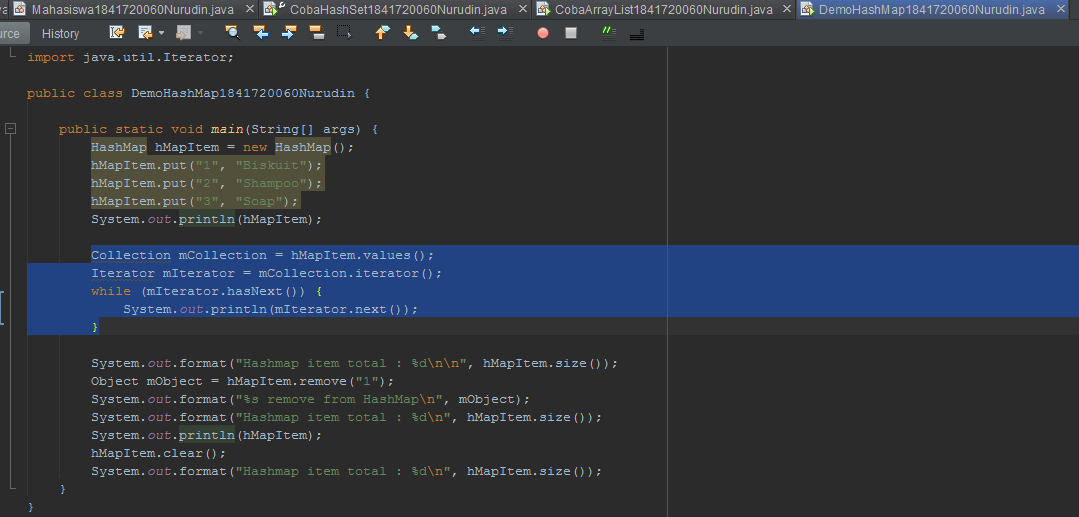 Mahasiswa1841720060Nurudin.java × CobaHashSet1841720060Nurudin.java × CobaArrayList1841720060Nurudin.java × DemoHashMap1841720060Nurudin.java ×
History
import java.util.Iterator;
public class DemoHashMap1841720060Nurudin {
public static void main(String[] args) {
HashMap hMapItem = new HashMap();
hMapItem.put("1", "Biskuit");
hMapItem.put("2", "Shampoo");
hMapItem.put("3", "Soap");
System.out.println(hMapItem);
Collection mCollection = hMapItem.values();
Iterator mIterator = mCollection.iterator();
while (mIterator.hasNext()) {
System.out.println(mIterator.next());
}
System.out.format("Hashmap item total : %d\n\n", hMapItem.size());
Object mObject = hMapItem.remove("1");
System.out.format("%s remove from HashMap\n", mObject);
System.out.format("Hashmap item total : %d\n", hMapItem.size());
System.out.println(hMapItem);
hMapItem.clear();
System.out.format("Hashmap item total : %d\n", hMapItem.size());
}
}